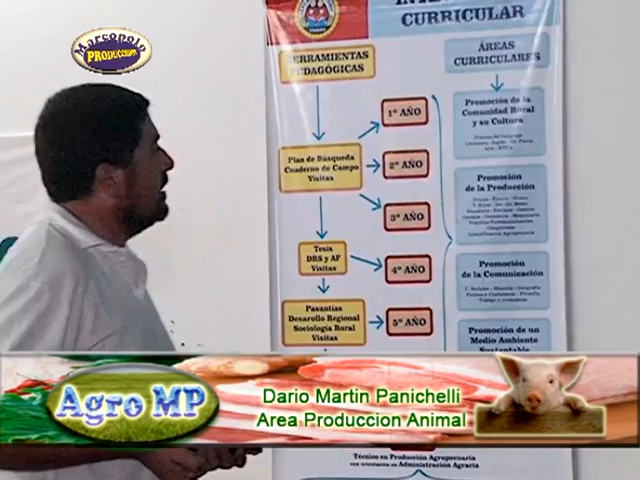 Marcopolo
PRODUCCIONES
CURRICULAR
HERRAMIENTAS
PEDAGÓGICAS
ÁREAS
CURRICULARES
1º AÑO
Promoción de la
Comunidad Rural
y su Cultura
Plan de Búsqueda
Cuaderno de Campo
Visitas
2º AÑO
Promoción
de la Producción
3º AÑO
Tesis
DRS y AF
Visitas
4º AÑO
Promoción
de la Comunicación
Pasantías
Desarollo Regional
Sociología Rural
Visitas
5º AÑO
Promoción de un
Medio Ambiente
Sustentable
Agro MP
Dario Martin Panichelli
Area Produccion Animal
Técnico en Producción Agropecuaria
con orientación en Administración Agraria